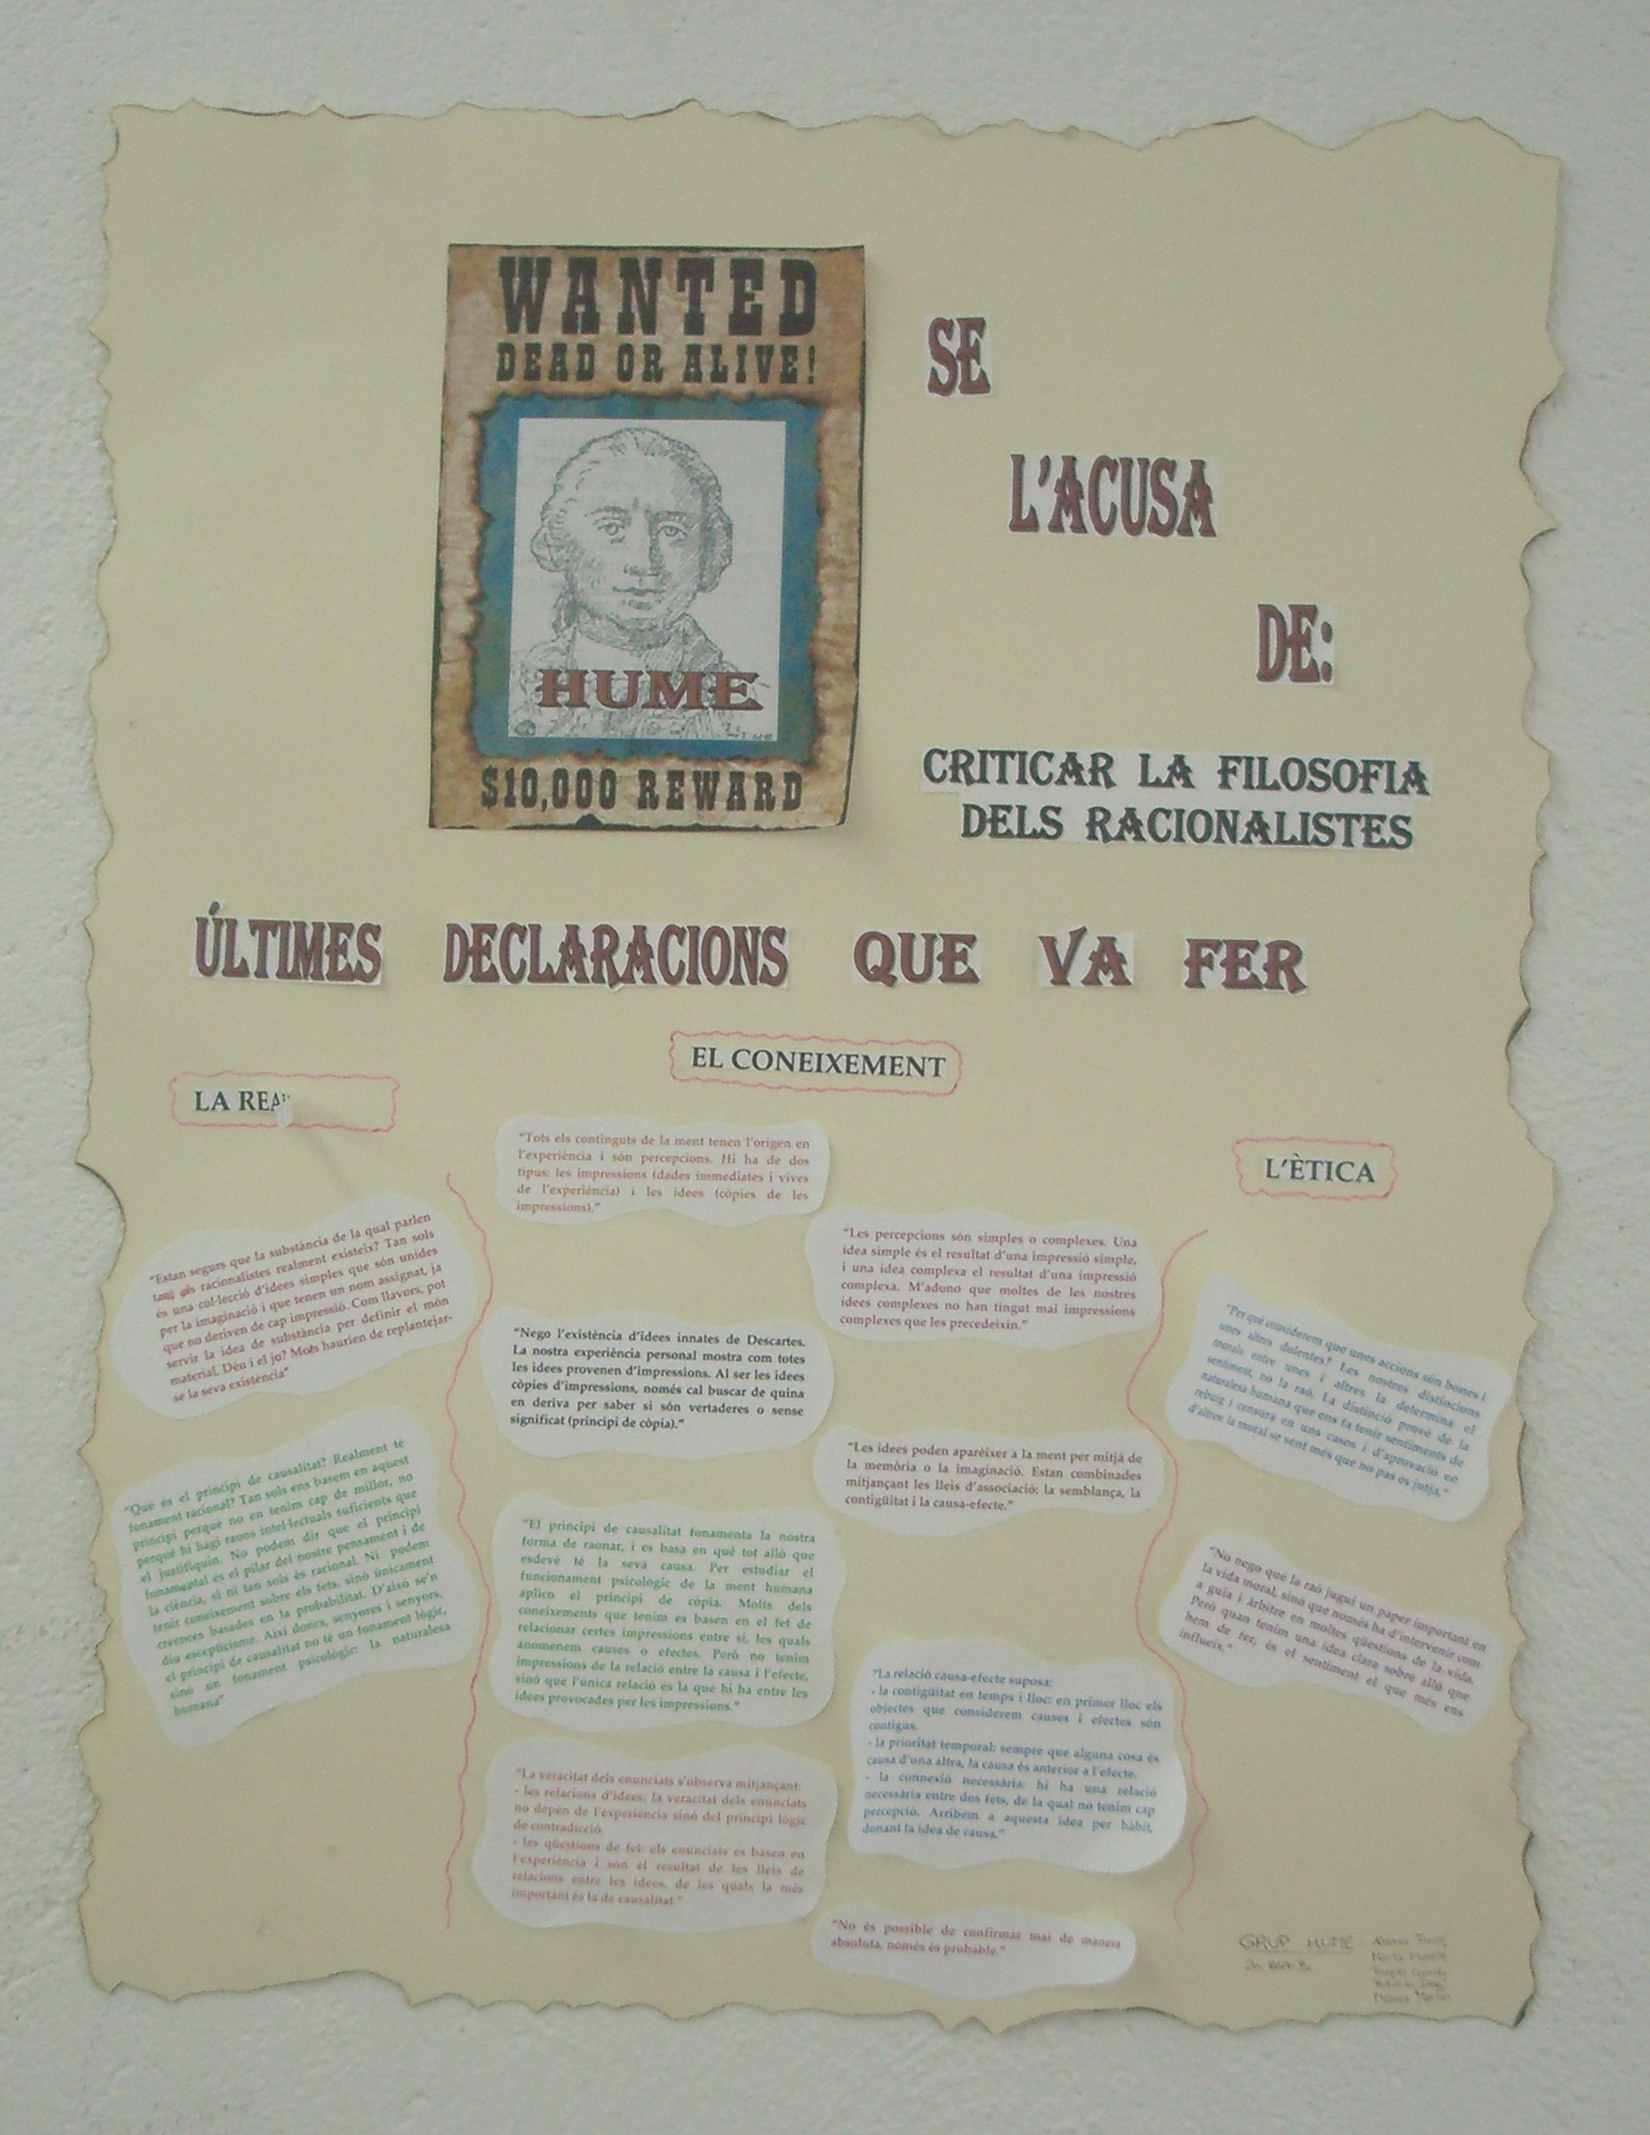 WANTED
DEAD OR ALIVE!
HUME
$10,000 REWARD
SE
L'ACUSA
DE:
CRITICAR LA FILOSOFIA
DELS RACIONALISTES
ÚLTIMES DECLARACIONS QUE VA FER
LA REA
"Estan segurs que la substància de la qual parlen
els racionalistes realment existeix? Tan sols
és una col·lecció d'idees simples que són unides
per la imaginació i que tenen un nom assignat, ja
que no deriven de cap impressió. Com llavors, pot
servir la idea de substància per definir el món
material, Déu i el jo? Molts haurien de replantejar-
se la seva existència"
"Què és el principi de causalitat? Realment té
fonament racional? Tan sols ens basem en aquest
principi perquè no en tenim cap de millor, no
perquè hi hagi raons intel·lectuals suficients que
el justifiquin. No podem dir que el principi
fonamental és el pilar del nostre pensament i de
la ciència, si ni tan sols és racional. Ni podem
tenir coneixement sobre els fets, sinó únicament
creences basades en la probabilitat. D'això se'n
diu escepticisme. Així doncs, senyores i senyors,
el principi de causalitat no té un fonament lògic,
sinó un fonament psicològic: la naturalesa
humana"
EL CONEIXEMENT
"Tots els continguts de la ment tenen l'origen en
l'experiència i són percepcions. Hi ha de dos
tipus: les impressions (dades immediates i vives
de l'experiència) i les idees (còpies de les
impressions)."
"Nego l'existència d'idees innates de Descartes.
La nostra experiència personal mostra com totes
les idees provenen d'impressions. Al ser les idees
còpies d'impressions, només cal buscar de quina
en deriva per saber si són vertaderes o sense
significat (principi de còpia)."
"El principi de causalitat fonamenta la nostra
forma de raonar, i es basa en què tot allò que
esdevé té la seva causa. Per estudiar el
funcionament psicològic de la ment humana
aplico el principi de còpia. Molts dels
coneixements que tenim es basen en el fet de
relacionar certes impressions entre si, les quals
anomenem causes o efectes. Però no tenim
impressions de la relació entre la causa i l'efecte,
sinó que l'única relació es la que hi ha entre les
idees provocades per les impressions."
"La veracitat dels enunciats s'observa mitjançant:
- les relacions d'idees: la veracitat dels enunciats
no depèn de l'experiència sinó del principi lògic
de contradicció.
- les qüestions de fet: els enunciats es basen en
l'experiència i són el resultat de les lleis de
relacions entre les idees, de les quals la més
important és la de causalitat."
"Les percepcions són simples o complexes. Una
idea simple és el resultat d'una impressió simple,
i una idea complexa el resultat d'una impressió
complexa. M'adono que moltes de les nostres
idees complexes no han tingut mai impressions
complexes que les precedeixin."
"Les idees poden aparèixer a la ment per mitjà de
la memòria o la imaginació. Estan combinades
mitjançant les lleis d'associació: la semblança, la
contigüitat i la causa-efecte."
"La relació causa-efecte suposa:
- la contigüitat en temps i lloc: en primer lloc els
objectes que considerem causes i efectes són
contigus.
- la prioritat temporal: sempre que alguna cosa és
causa d'una altra, la causa és anterior a l'efecte.
- la connexió necessària: hi ha una relació
necessària entre dos fets, de la qual no tenim cap
percepció. Arribem a aquesta idea per hàbit,
donant la idea de causa."
"No és possible de confirmar mai de manera
absoluta, només és probable."
L'ÈTICA
"Per què considerem que unes accions són bones i
unes altres dolentes? Les nostres distincions
morals entre unes i altres la determina el
sentiment, no la raó. La distinció prové de la
naturalesa humana que ens fa tenir sentiments de
rebuig i censura en uns casos i d'aprovació en
d'altres: la moral se sent més que no pas es jutja."
"No nego que la raó jugui un paper important en
la vida moral, sinó que només ha d'intervenir com
a guia i àrbitre en moltes qüestions de la vida.
Però quan tenim una idea clara sobre allò que
hem de fer, és el sentiment el que més ens
influeix."
GRUP HUME